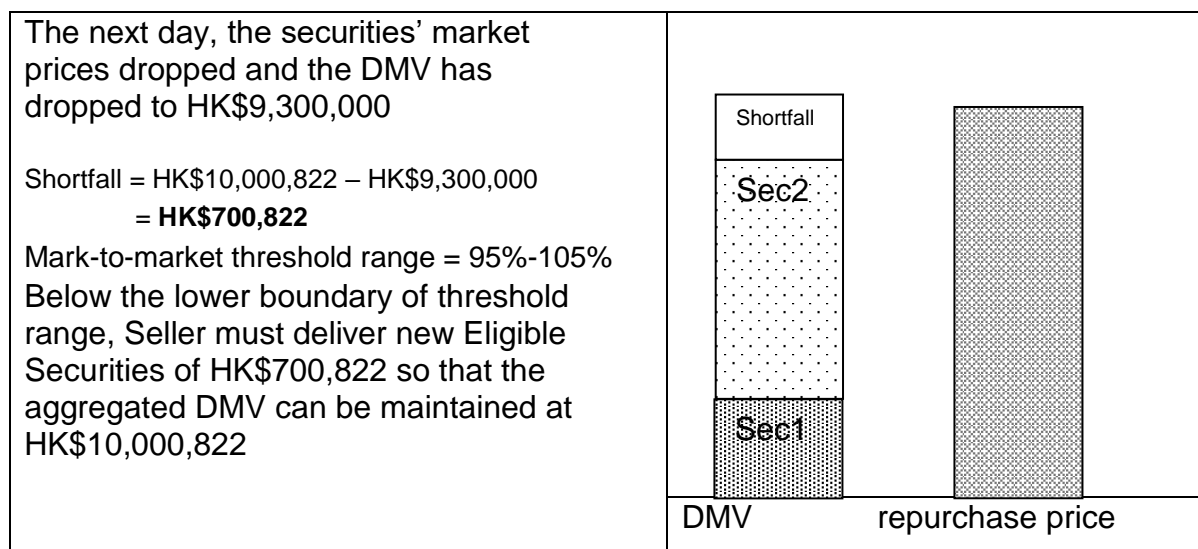 The next day, the securities’ market
prices dropped and the DMV has
dropped to HK$9,300,000
Shortfall = HK$10,000,822 – HK$9,300,000
= HK$700,822
Mark-to-market threshold range = 95%-105%
Below the lower boundary of threshold
range, Seller must deliver new Eligible
Securities of HK$700,822 so that the
aggregated DMV can be maintained at
HK$10,000,822
Shortfall
Sec2
Sec1
DMV repurchase price